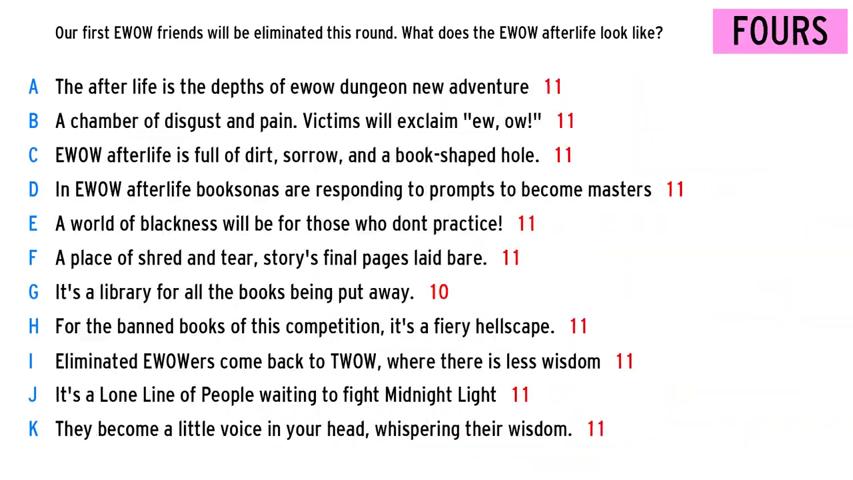 Our first EWOW friends will be eliminated this round. What does the EWOW afterlife look like?
FOURS
A The after life is the depths of ewow dungeon new adventure 11
B A chamber of disgust and pain. Victims will exclaim "ew, ow!" 11
C EWOW afterlife is full of dirt, sorrow, and a book-shaped hole. 11
D In EWOW afterlife booksonas are responding to prompts to become masters 11
E A world of blackness will be for those who dont practice! 11
F A place of shred and tear, story's final pages laid bare. 11
G It's a library for all the books being put away. 10
H For the banned books of this competition, it's a fiery hellscape. 11
I Eliminated EWOWers come back to TWOW, where there is less wisdom 11
J It's a Lone Line of People waiting to fight Midnight Light 11
K They become a little voice in your head, whispering their wisdom. 11